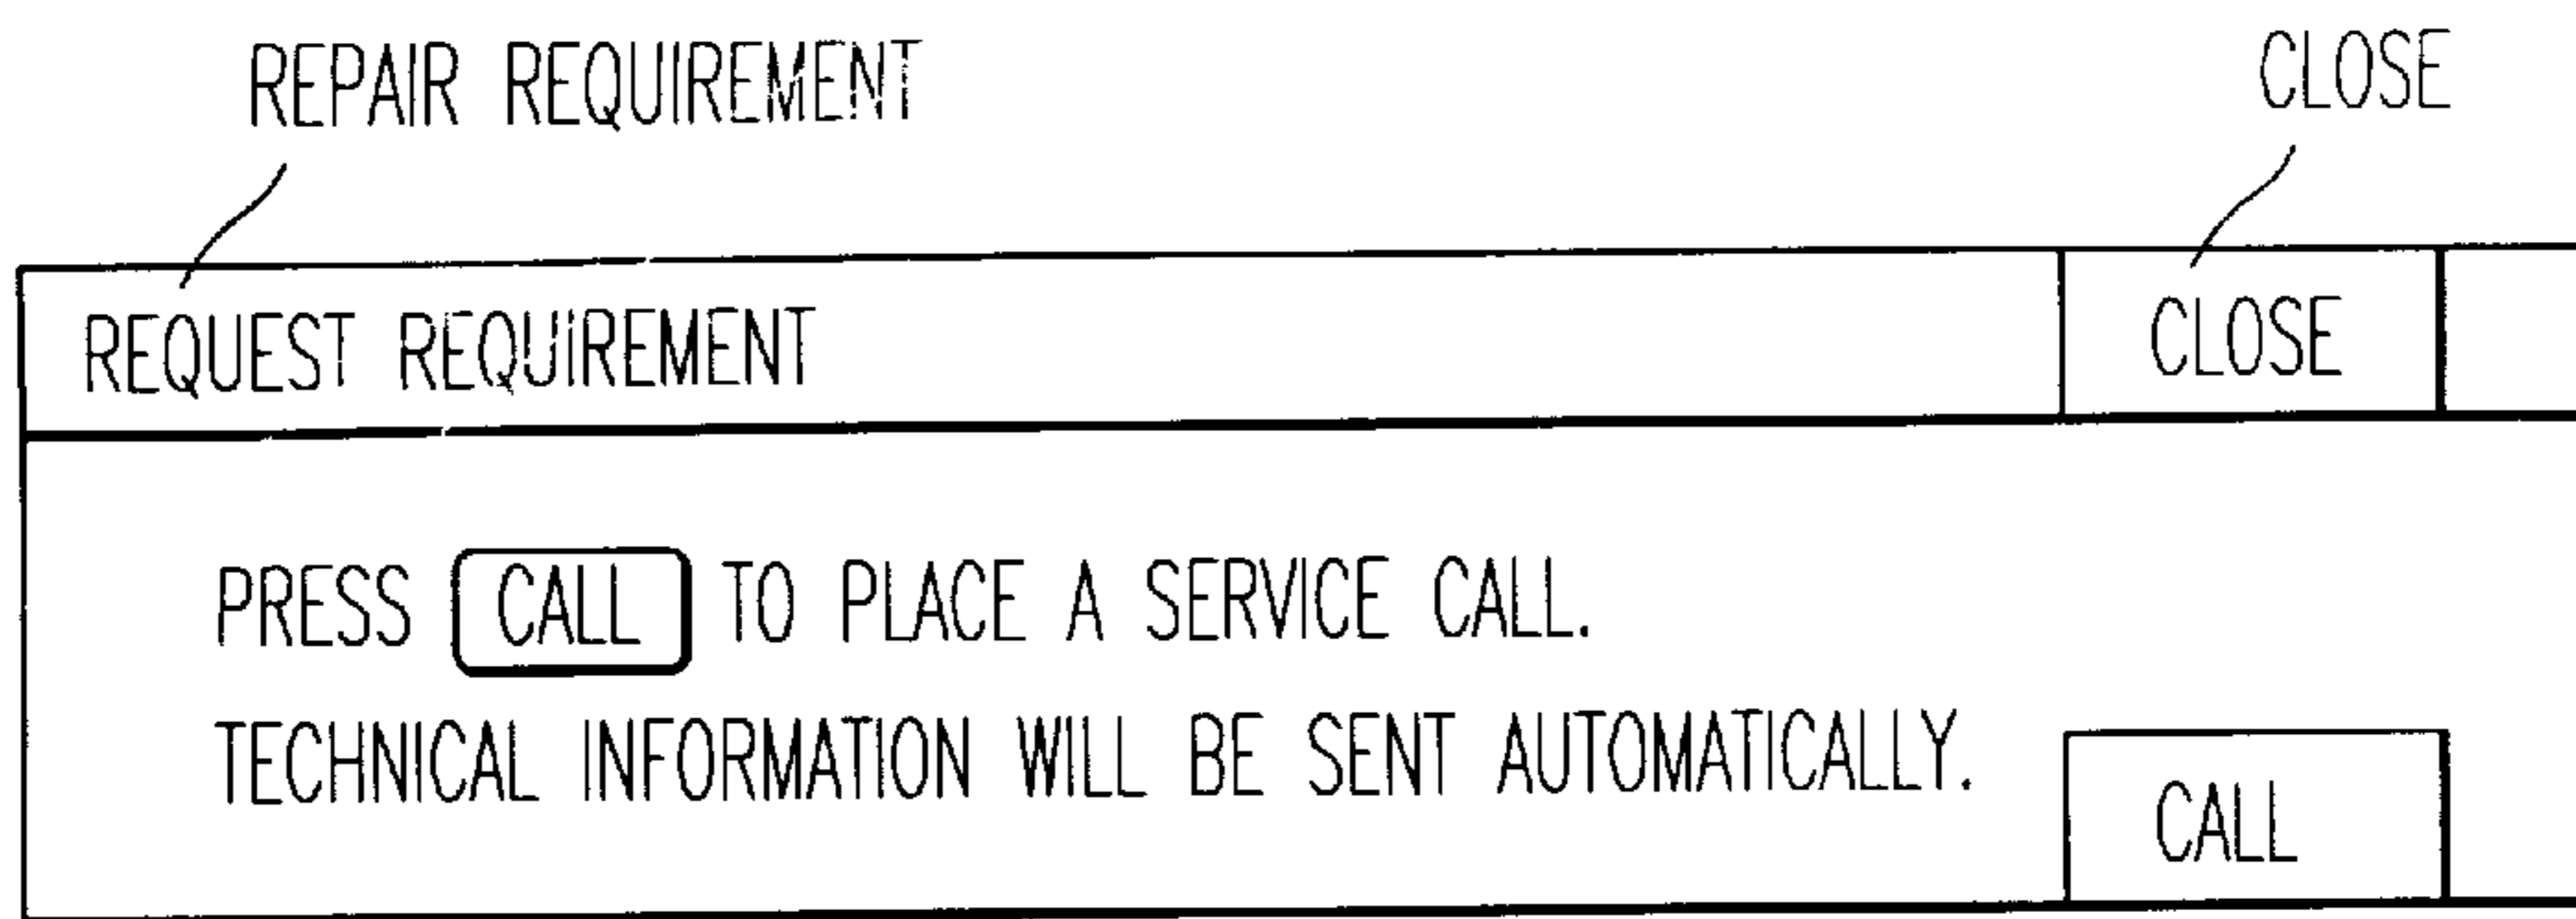 REPAIR REQUIREMENT
CLOSE
REQUEST REQUIREMENT
CLOSE
PRESS CALL TO PLACE A SERVICE CALL.
TECHNICAL INFORMATION WILL BE SENT AUTOMATICALLY.
CALL